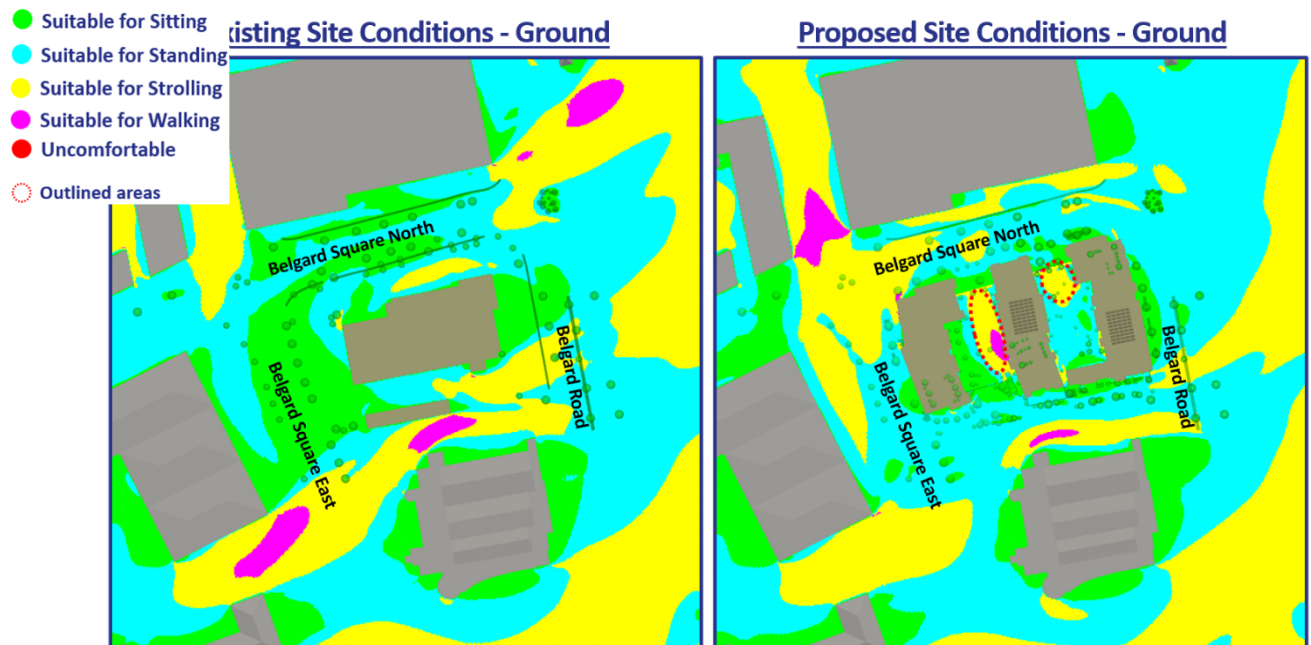 Suitable for Sitting
xisting Site Conditions - Ground
Proposed Site Conditions - Ground
Suitable for Standing
Suitable for Strolling
Suitable for Walking
Uncomfortable
Outlined areas
Belgard Square North
Belgard Road
Belgard Square East
Belgard Square North
Belgard Road
Belgard Square East